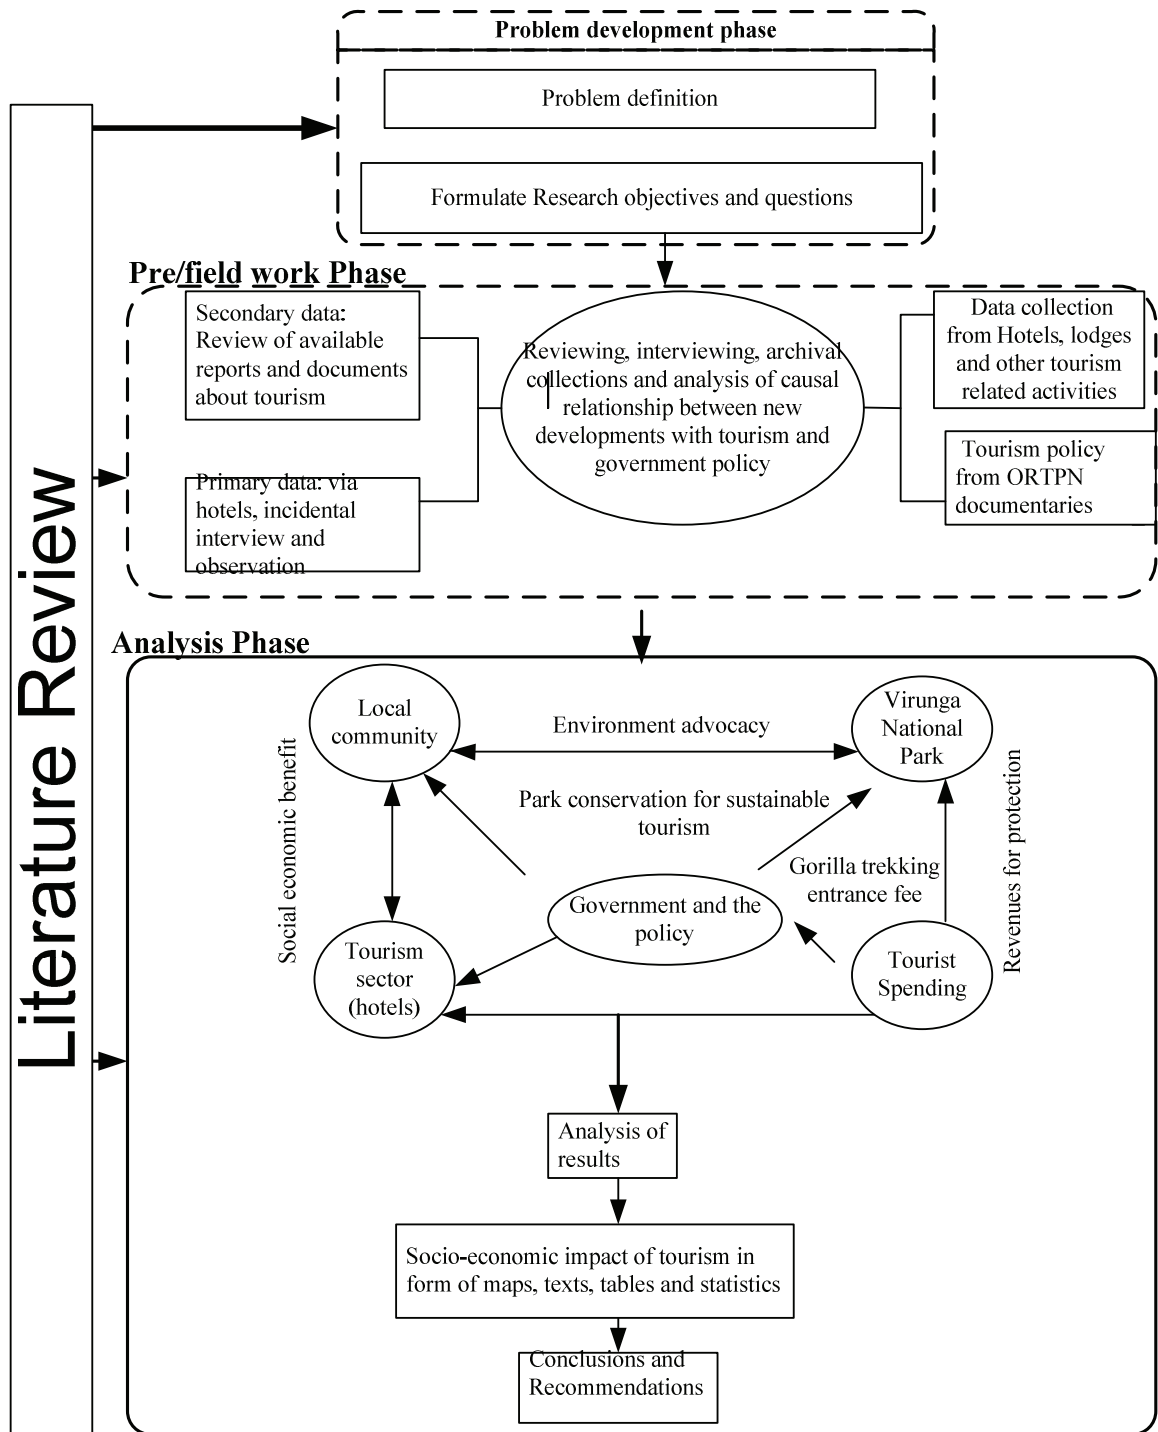 Problem development phase
Problem definition
Formulate Research objectives and questions
Literature Review
Pre/field work Phase
Secondary data:
Review of available
reports and documents
about tourism
Primary data: via
hotels, incidental
interview and
observation
Reviewing, interviewing, archival
collections and analysis of causal
relationship between new
developments with tourism and
government policy
Data collection
from Hotels, lodges
and other tourism
related activities
Tourism policy
from ORTPN
documentaries
Analysis Phase
Local
community
Environment advocacy
Virunga
National
Park
Social economic benefit
Park conservation for sustainable
tourism
Gorilla trekking
entrance fee
Revenues for protection
Government and the
policy
Tourism
sector
(hotels)
Tourist
Spending
Analysis of
results
Socio-economic impact of tourism in
form of maps, texts, tables and statistics
Conclusions and
Recommendations